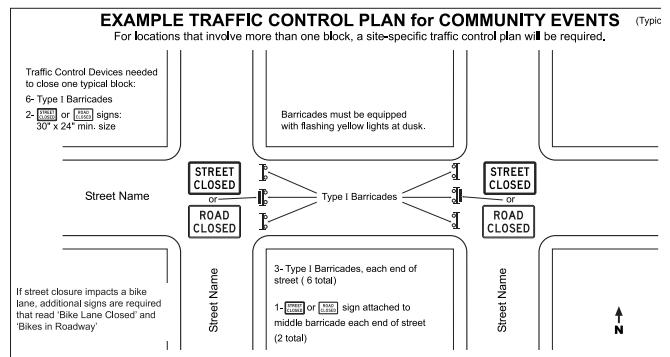 EXAMPLE TRAFFIC CONTROL PLAN for COMMUNITY EVENTS (Typic
For locations that involve more than one block, a site-specific traffic control plan will be required.
Traffic Control Devices needed
to close one typical block:
6- Type I Barricades
2- STREET CLOSED or ROAD CLOSED signs:
30" x 24" min. size
Barricades must be equipped
with flashing yellow lights at dusk.
STREET
CLOSED
or
ROAD
CLOSED
Street Name
Type I Barricades
STREET
CLOSED
or
ROAD
CLOSED
If street closure impacts a bike
lane, additional signs are required
that read 'Bike Lane Closed' and
'Bikes in Roadway'
Street Name
3- Type I Barricades, each end of
street ( 6 total)
1- STREET CLOSED or ROAD CLOSED sign attached to
middle barricade each end of street
(2 total)
Street Name
N